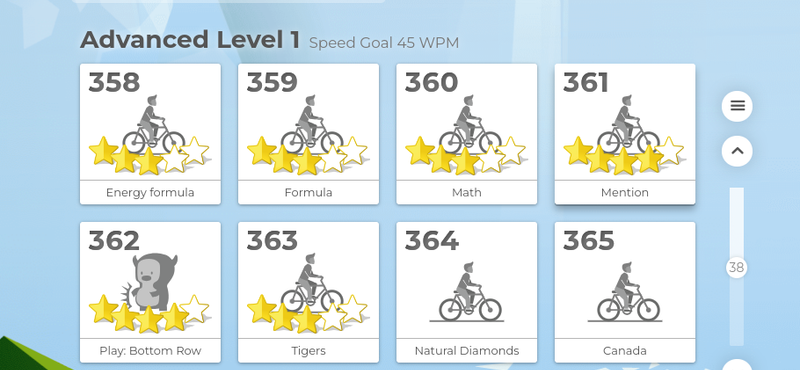 Advanced Level 1 Speed Goal 45 WPM
358 359 360 361
Energy formula Formula Math Mention
38
362 363 364 365
Play: Bottom Row Tigers Natural Diamonds Canada